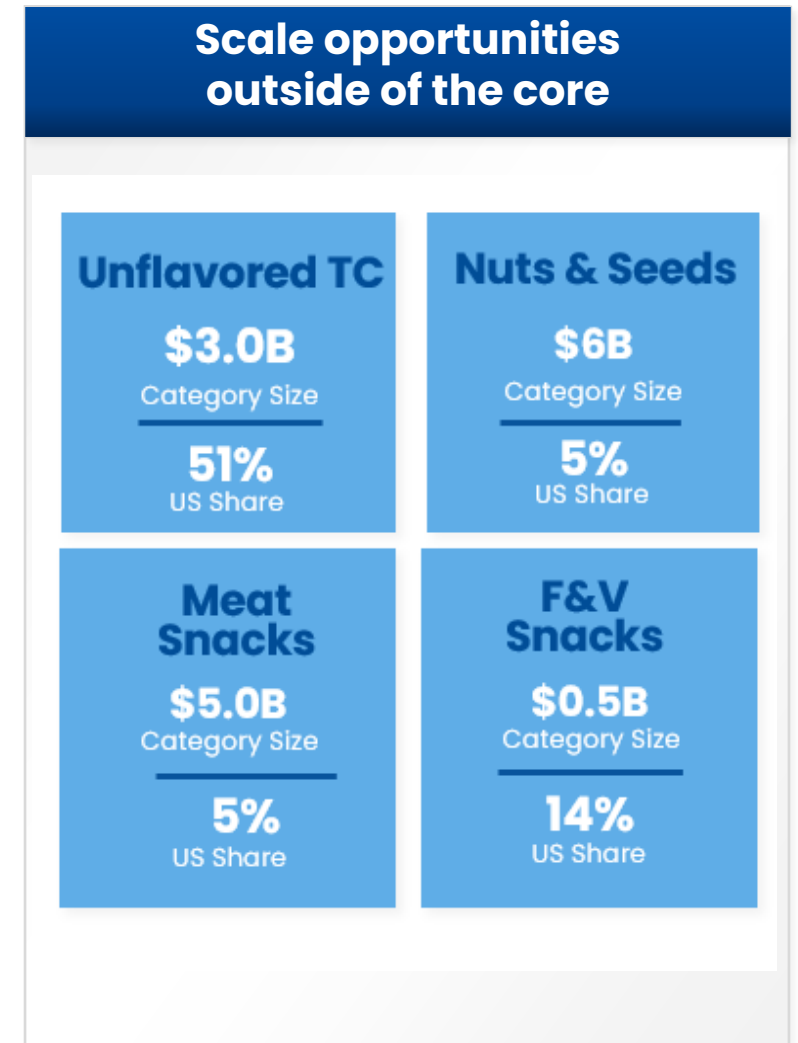 Scale opportunities
outside of the core
Unflavored TC
$3.0B
Category Size
51%
US Share
Nuts & Seeds
$6B
Category Size
5%
US Share
Meat
Snacks
$5.0B
Category Size
5%
US Share
F&V
Snacks
$0.5B
Category Size
14%
US Share